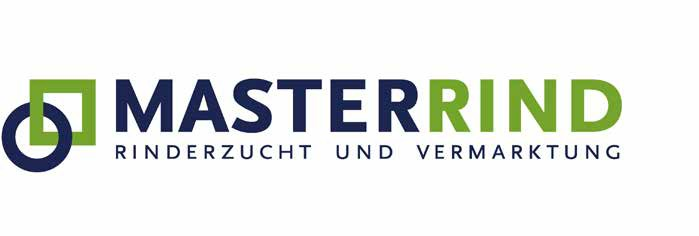 MASTERRIND
RINDERZUCHT UND VERMARKTUNG